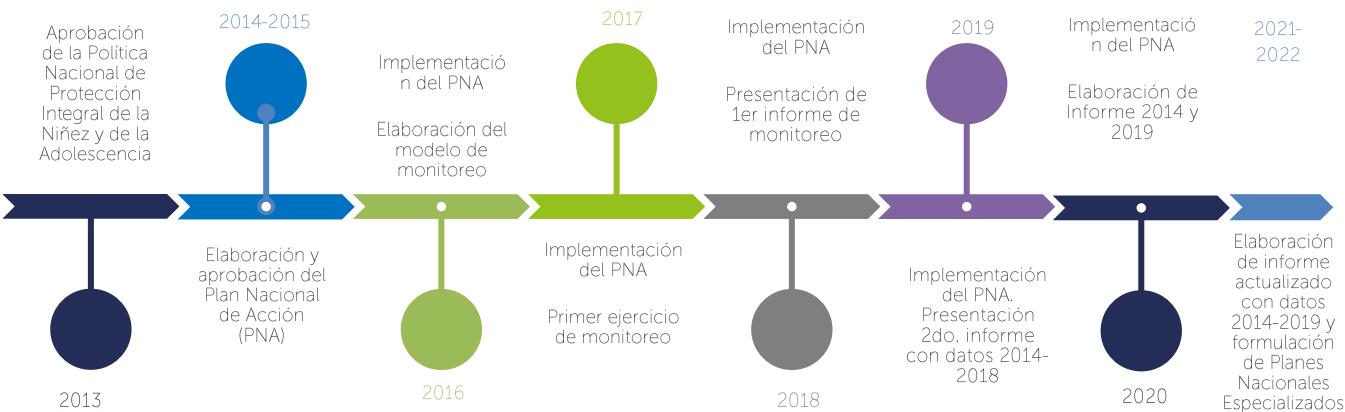 Aprobación
de la Política
Nacional de
Protección
Integral de la
Niñez y de la
Adolescencia
2013
2014-2015
Elaboración y
aprobación del
Plan Nacional
de Acción
(PNA)
Implementació
n del PNA
Elaboración del
modelo de
monitoreo
2016
2017
Implementación
del PNA
Primer ejercicio
de monitoreo
Implementación
del PNA
Presentación de
1er informe de
monitoreo
2018
2019
Implementación
del PNA.
Presentación
2do. informe
con datos 2014-
2018
Implementació
n del PNA
Elaboración de
Informe 2014 y
2019
2020
2021-
2022
Elaboración
de informe
actualizado
con datos
2014-2019 y
formulación
de Planes
Nacionales
Especializados